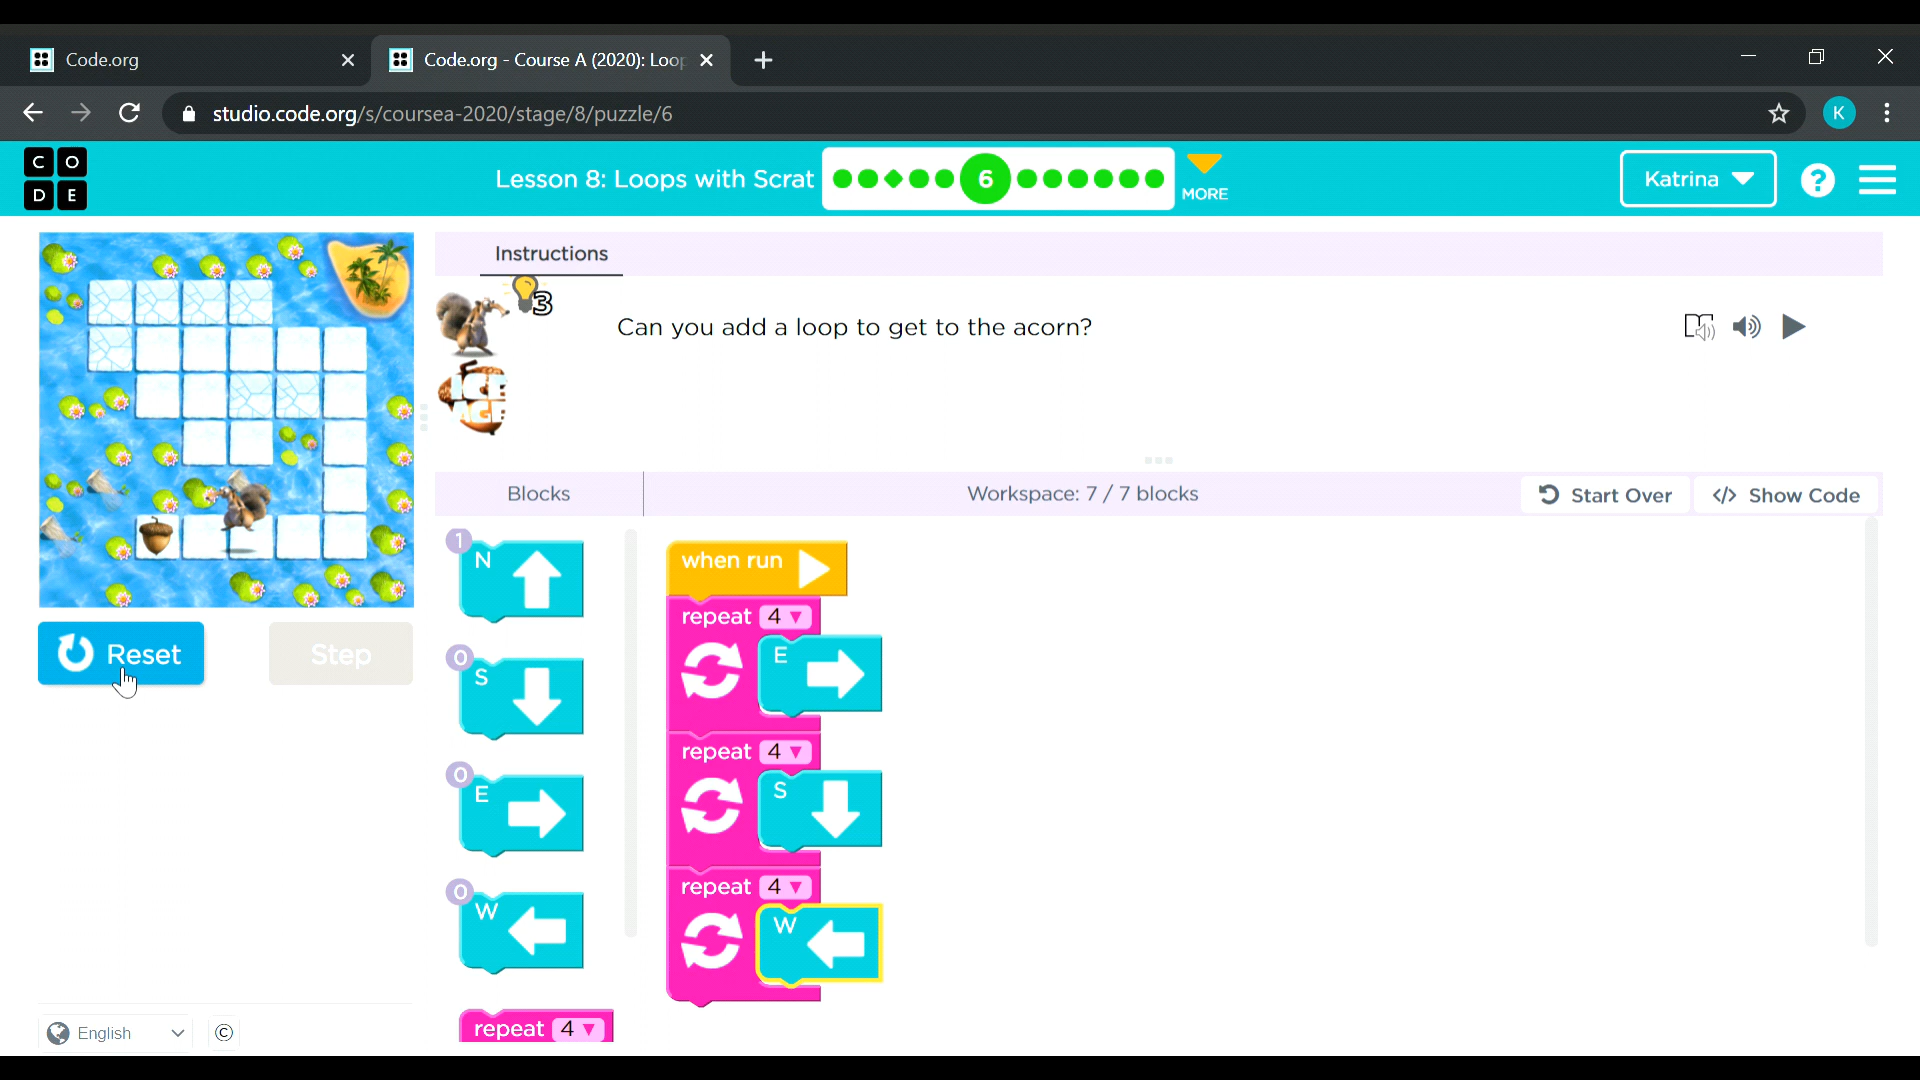 Code.org
Code.org - Course A (2020): Loop
studio.code.org/s/coursea-2020/stage/8/puzzle/6
K
C O
D E
Lesson 8: Loops with Scrat
6
MORE
Katrina
?
Instructions
3
Can you add a loop to get to the acorn?
ICE
AGE
Blocks
Workspace: 7 / 7 blocks
Start Over
</> Show Code
Reset
Step
1
N
0
S
0
E
0
W
repeat 4
when run
repeat 4
E
repeat 4
S
repeat 4
W
English
©